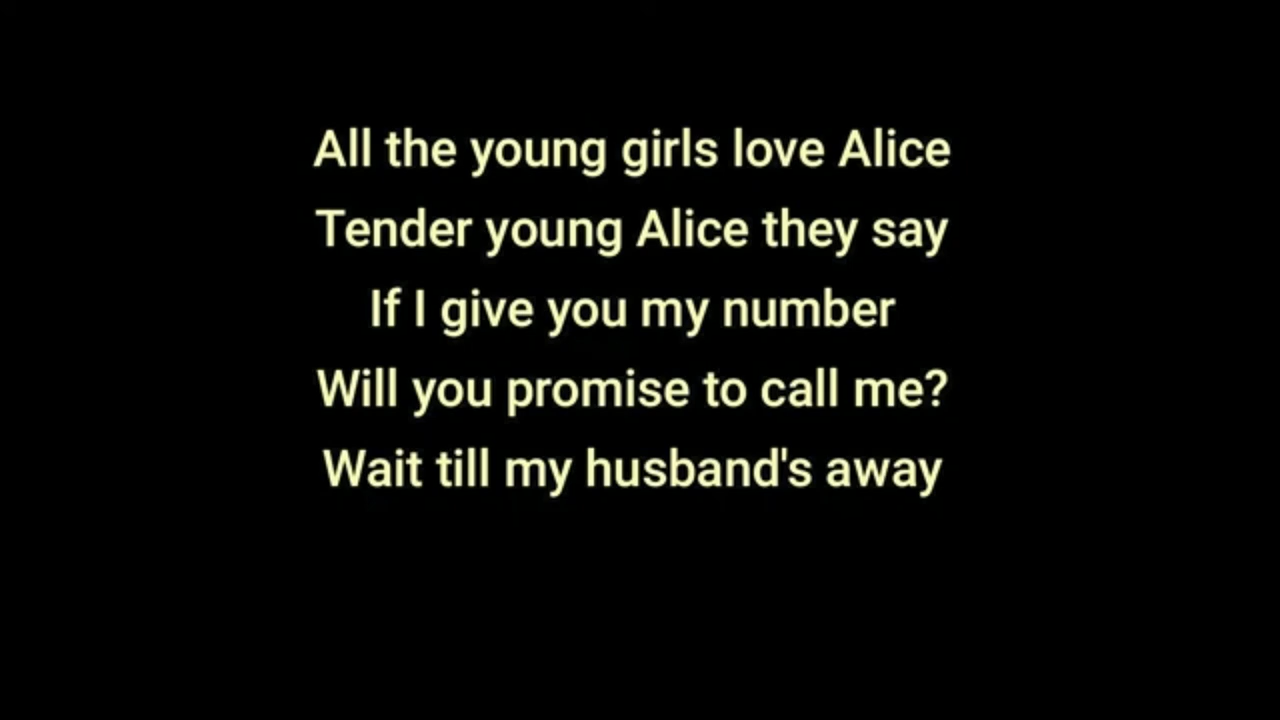 All the young girls love Alice
Tender young Alice they say
If I give you my number
Will you promise to call me?
Wait till my husband's away